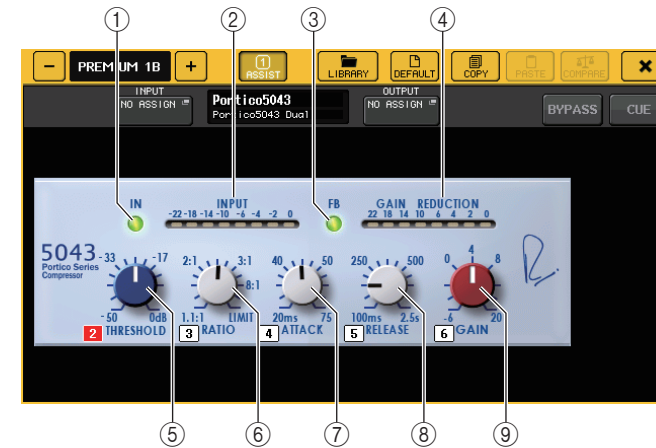 ① ② ③ ④
− PREMIUM 1B + 1 ASSIST LIBRARY DEFAULT COPY PASTE COMPARE ×
INPUT
NO ASSIGN
Portico5043
Portico5043 Dual
OUTPUT
NO ASSIGN
BYPASS CUE
IN INPUT FB GAIN REDUCTION
-22 -18 -14 -10 -6 -4 -2 0
22 18 14 10 6 4 2 0
5043
Portico Series
Compressor
-33 -17 2:1 3:1 40 50 250 500 0 4 8
8:1
-50 0dB 1.1:1 LIMIT 20ms 75 100ms 2.5s -6 20
2 THRESHOLD 3 RATIO 4 ATTACK 5 RELEASE 6 GAIN
⑤ ⑥ ⑦ ⑧ ⑨